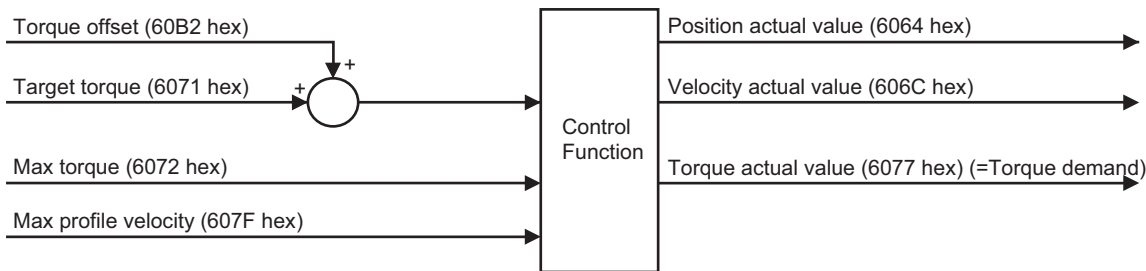 Torque offset (60B2 hex)
+
Target torque (6071 hex)
+
Max torque (6072 hex)
Max profile velocity (607F hex)
Control
Function
Position actual value (6064 hex)
Velocity actual value (606C hex)
Torque actual value (6077 hex) (=Torque demand)